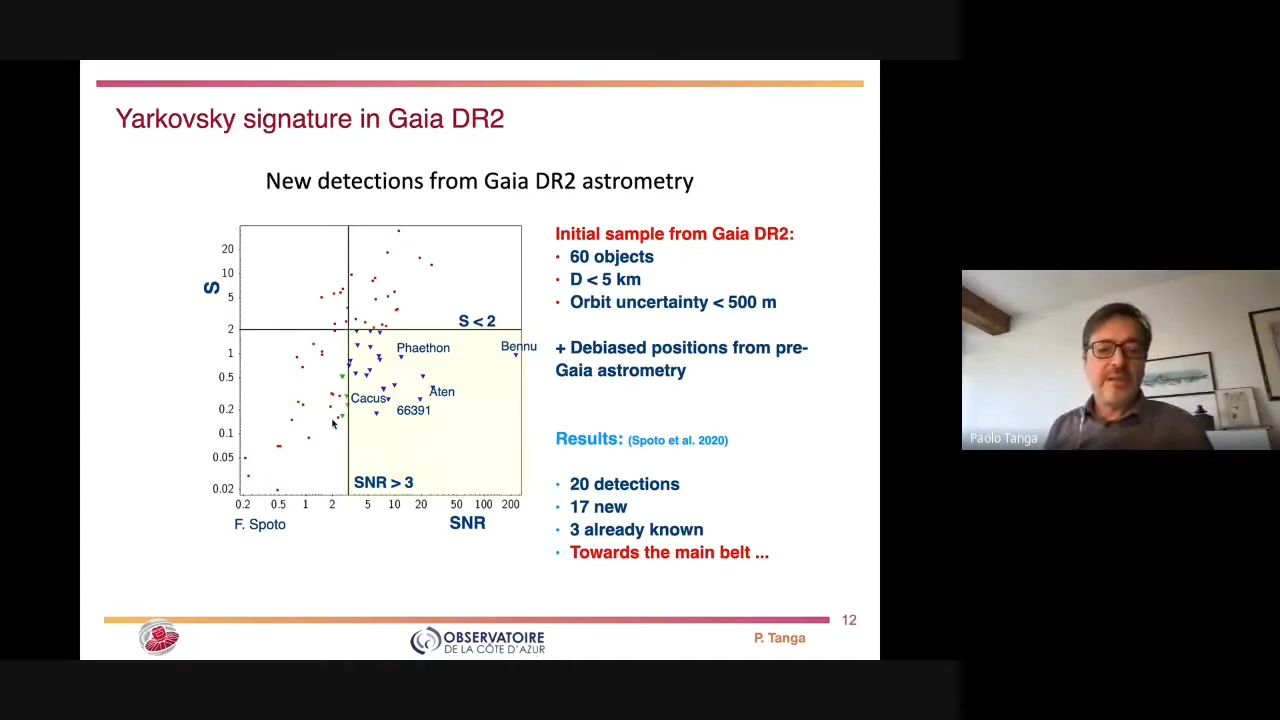 Yarkovsky signature in Gaia DR2
New detections from Gaia DR2 astrometry
S
20
10
5
2
1
0.5
0.2
0.1
0.05
0.02
S < 2
Phaethon
Bennu
Aten
Cacus
66391
SNR > 3
0.2 0.5 1 2 5 10 20 50 100 200
F. Spoto
SNR
Initial sample from Gaia DR2:
• 60 objects
• D < 5 km
• Orbit uncertainty < 500 m
+ Debiased positions from pre-
Gaia astrometry
Results: (Spoto et al. 2020)
• 20 detections
• 17 new
• 3 already known
• Towards the main belt ...
12
OBSERVATOIRE
DE LA CÔTE D'AZUR
P. Tanga
Paolo Tanga